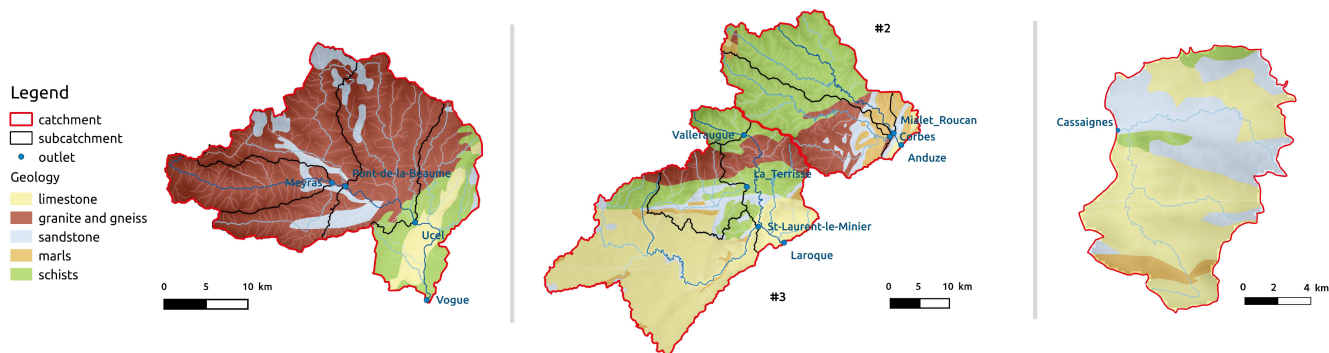 Legend
catchment
subcatchment
outlet
Geology
limestone
granite and gneiss
sandstone
marls
schists
Meyras
Pont-de-la-Beaume
Ucel
Vogue
0 5 10 km
#2
Mialet_Roucan
Corbes
Anduze
Valleraugue
La_Terrisse
St-Laurent-le-Minier
Laroque
#3
0 5 10 km
Cassaignes
0 2 4 km